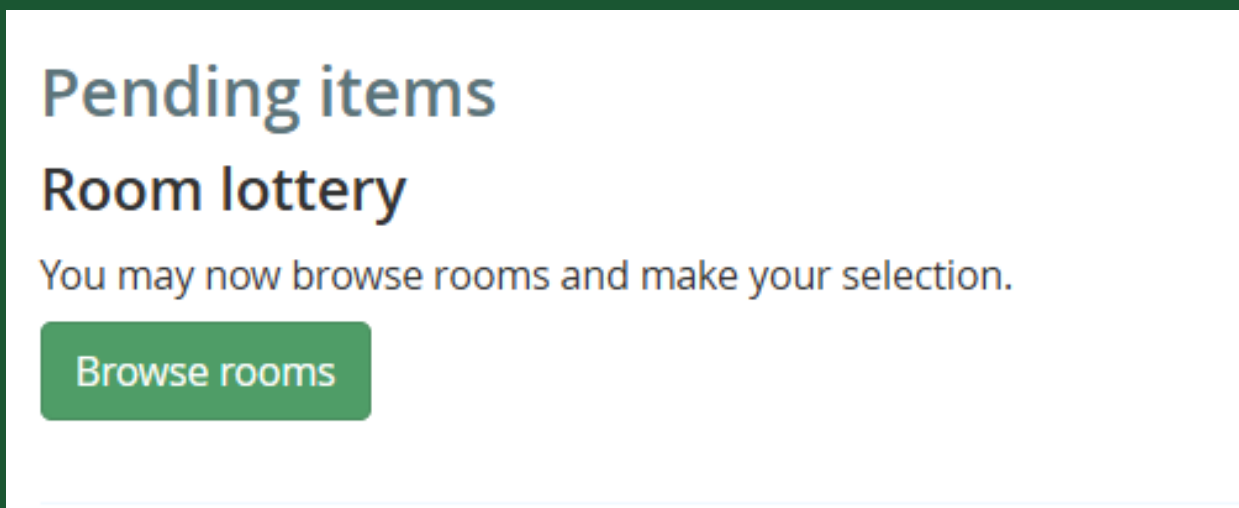 Pending items
Room lottery
You may now browse rooms and make your selection.
Browse rooms